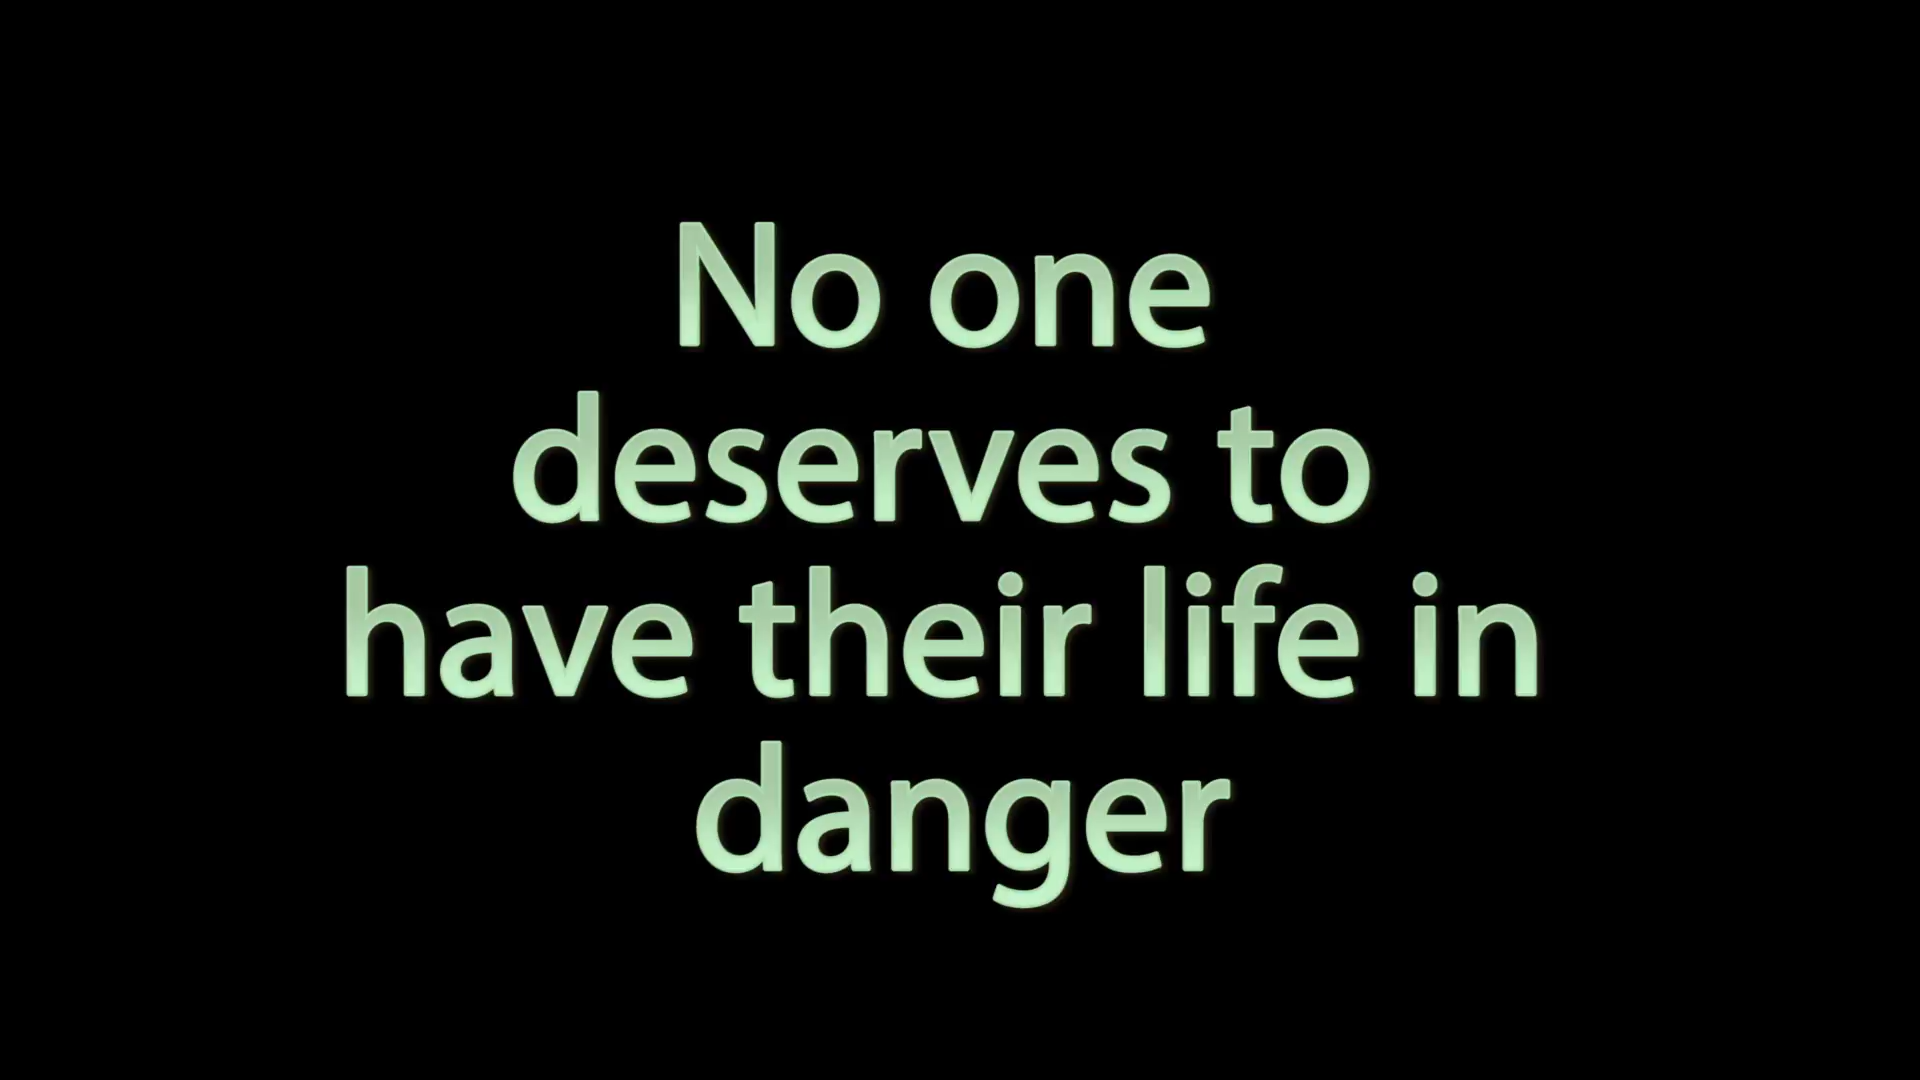 No one
deserves to
have their life in
danger